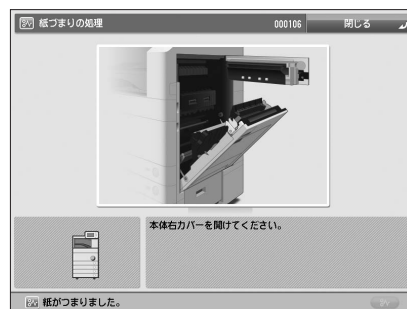 紙づまりの処理
000106
閉じる
本体右カバーを開けてください。
紙がつまりました。